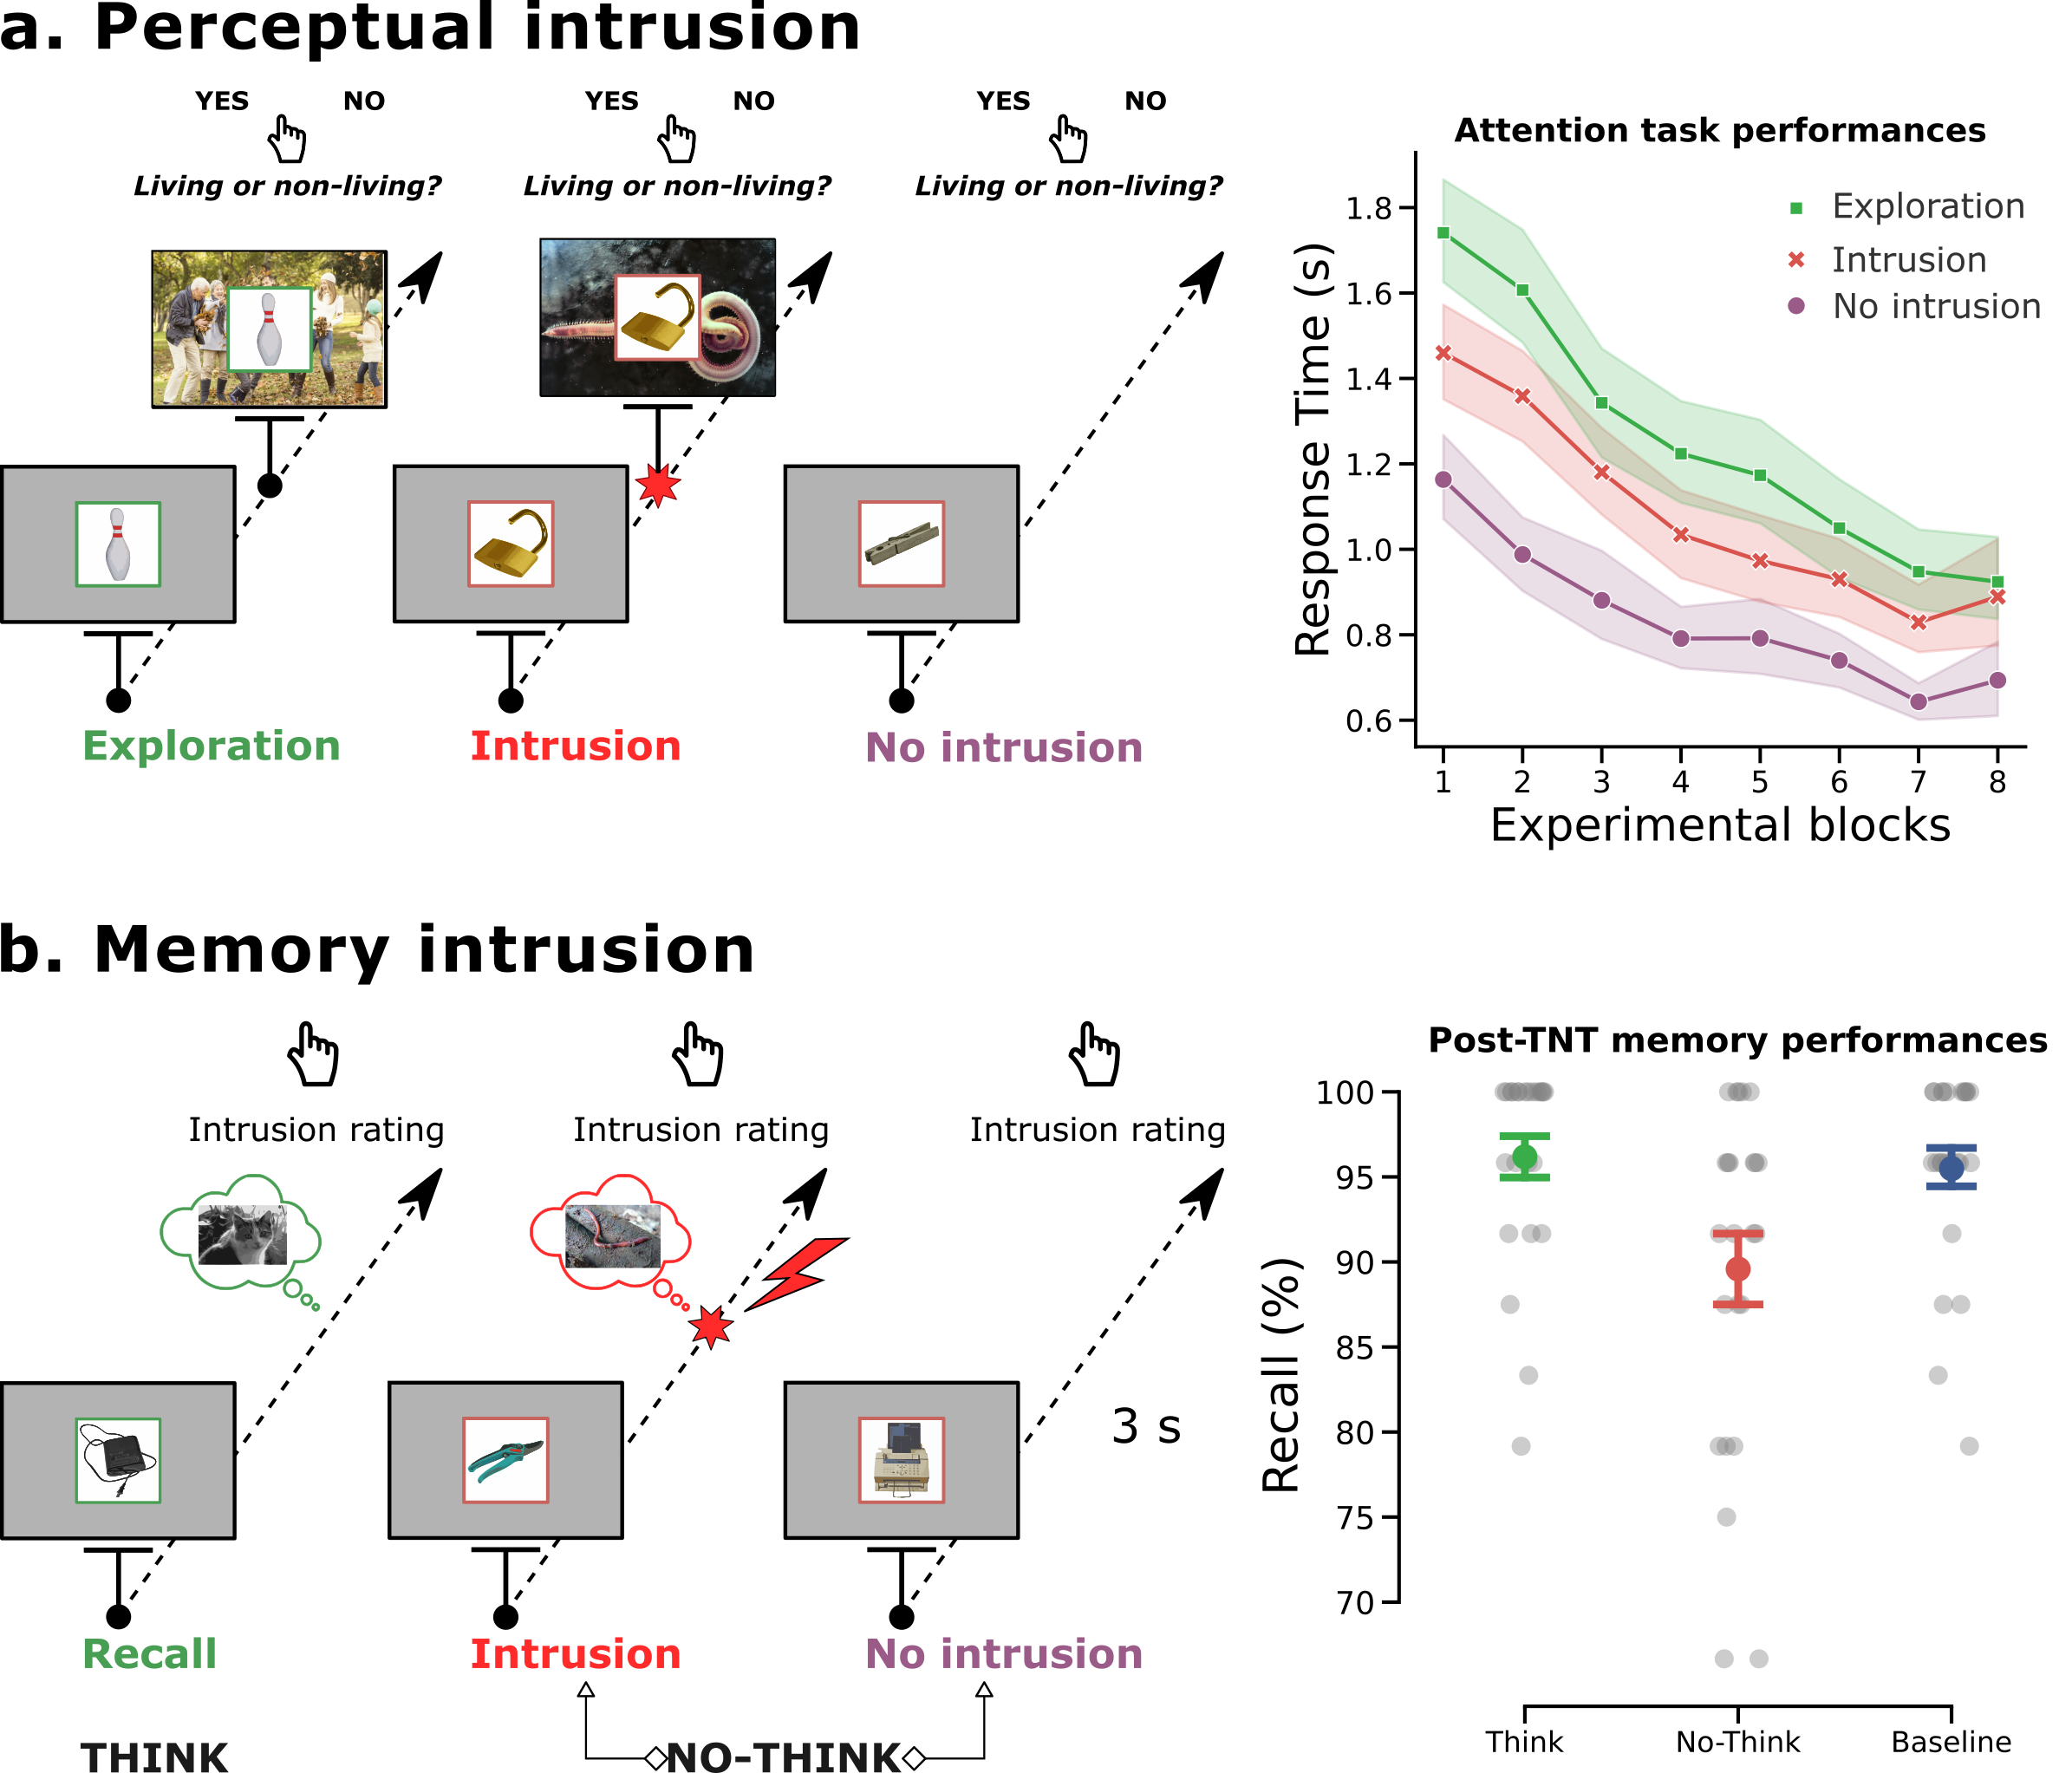 a. Perceptual intrusion
YES NO
YES NO
YES NO
Living or non-living?
Living or non-living?
Living or non-living?
Exploration
Intrusion
No intrusion
Attention task performances
Exploration
Intrusion
No intrusion
Response Time (s)
1.8
1.6
1.4
1.2
1.0
0.8
0.6
1 2 3 4 5 6 7 8
Experimental blocks
b. Memory intrusion
Intrusion rating
Intrusion rating
Intrusion rating
3 s
Recall
Intrusion
No intrusion
THINK
NO-THINK
Post-TNT memory performances
Recall (%)
100
95
90
85
80
75
70
Think No-Think Baseline